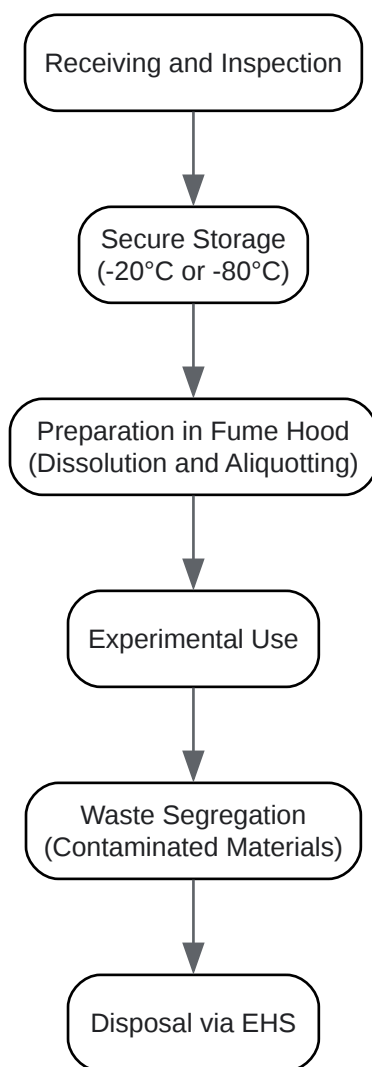 Receiving and Inspection
Secure Storage
(-20°C or -80°C)
Preparation in Fume Hood
(Dissolution and Aliquotting)
Experimental Use
Waste Segregation
(Contaminated Materials)
Disposal via EHS